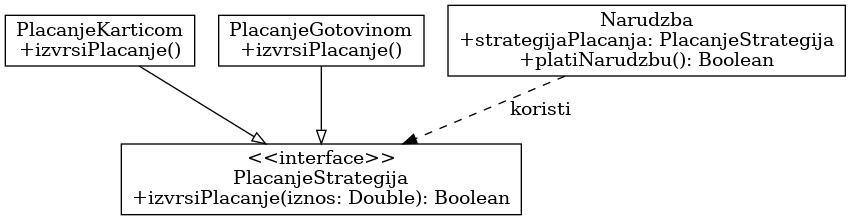 PlacanjeKarticom
+izvrsiPlacanje()
PlacanjeGotovinom
+izvrsiPlacanje()
Narudzba
+strategijaPlacanja: PlacanjeStrategija
+platiNarudzbu(): Boolean
koristi
<<interface>>
PlacanjeStrategija
+izvrsiPlacanje(iznos: Double): Boolean